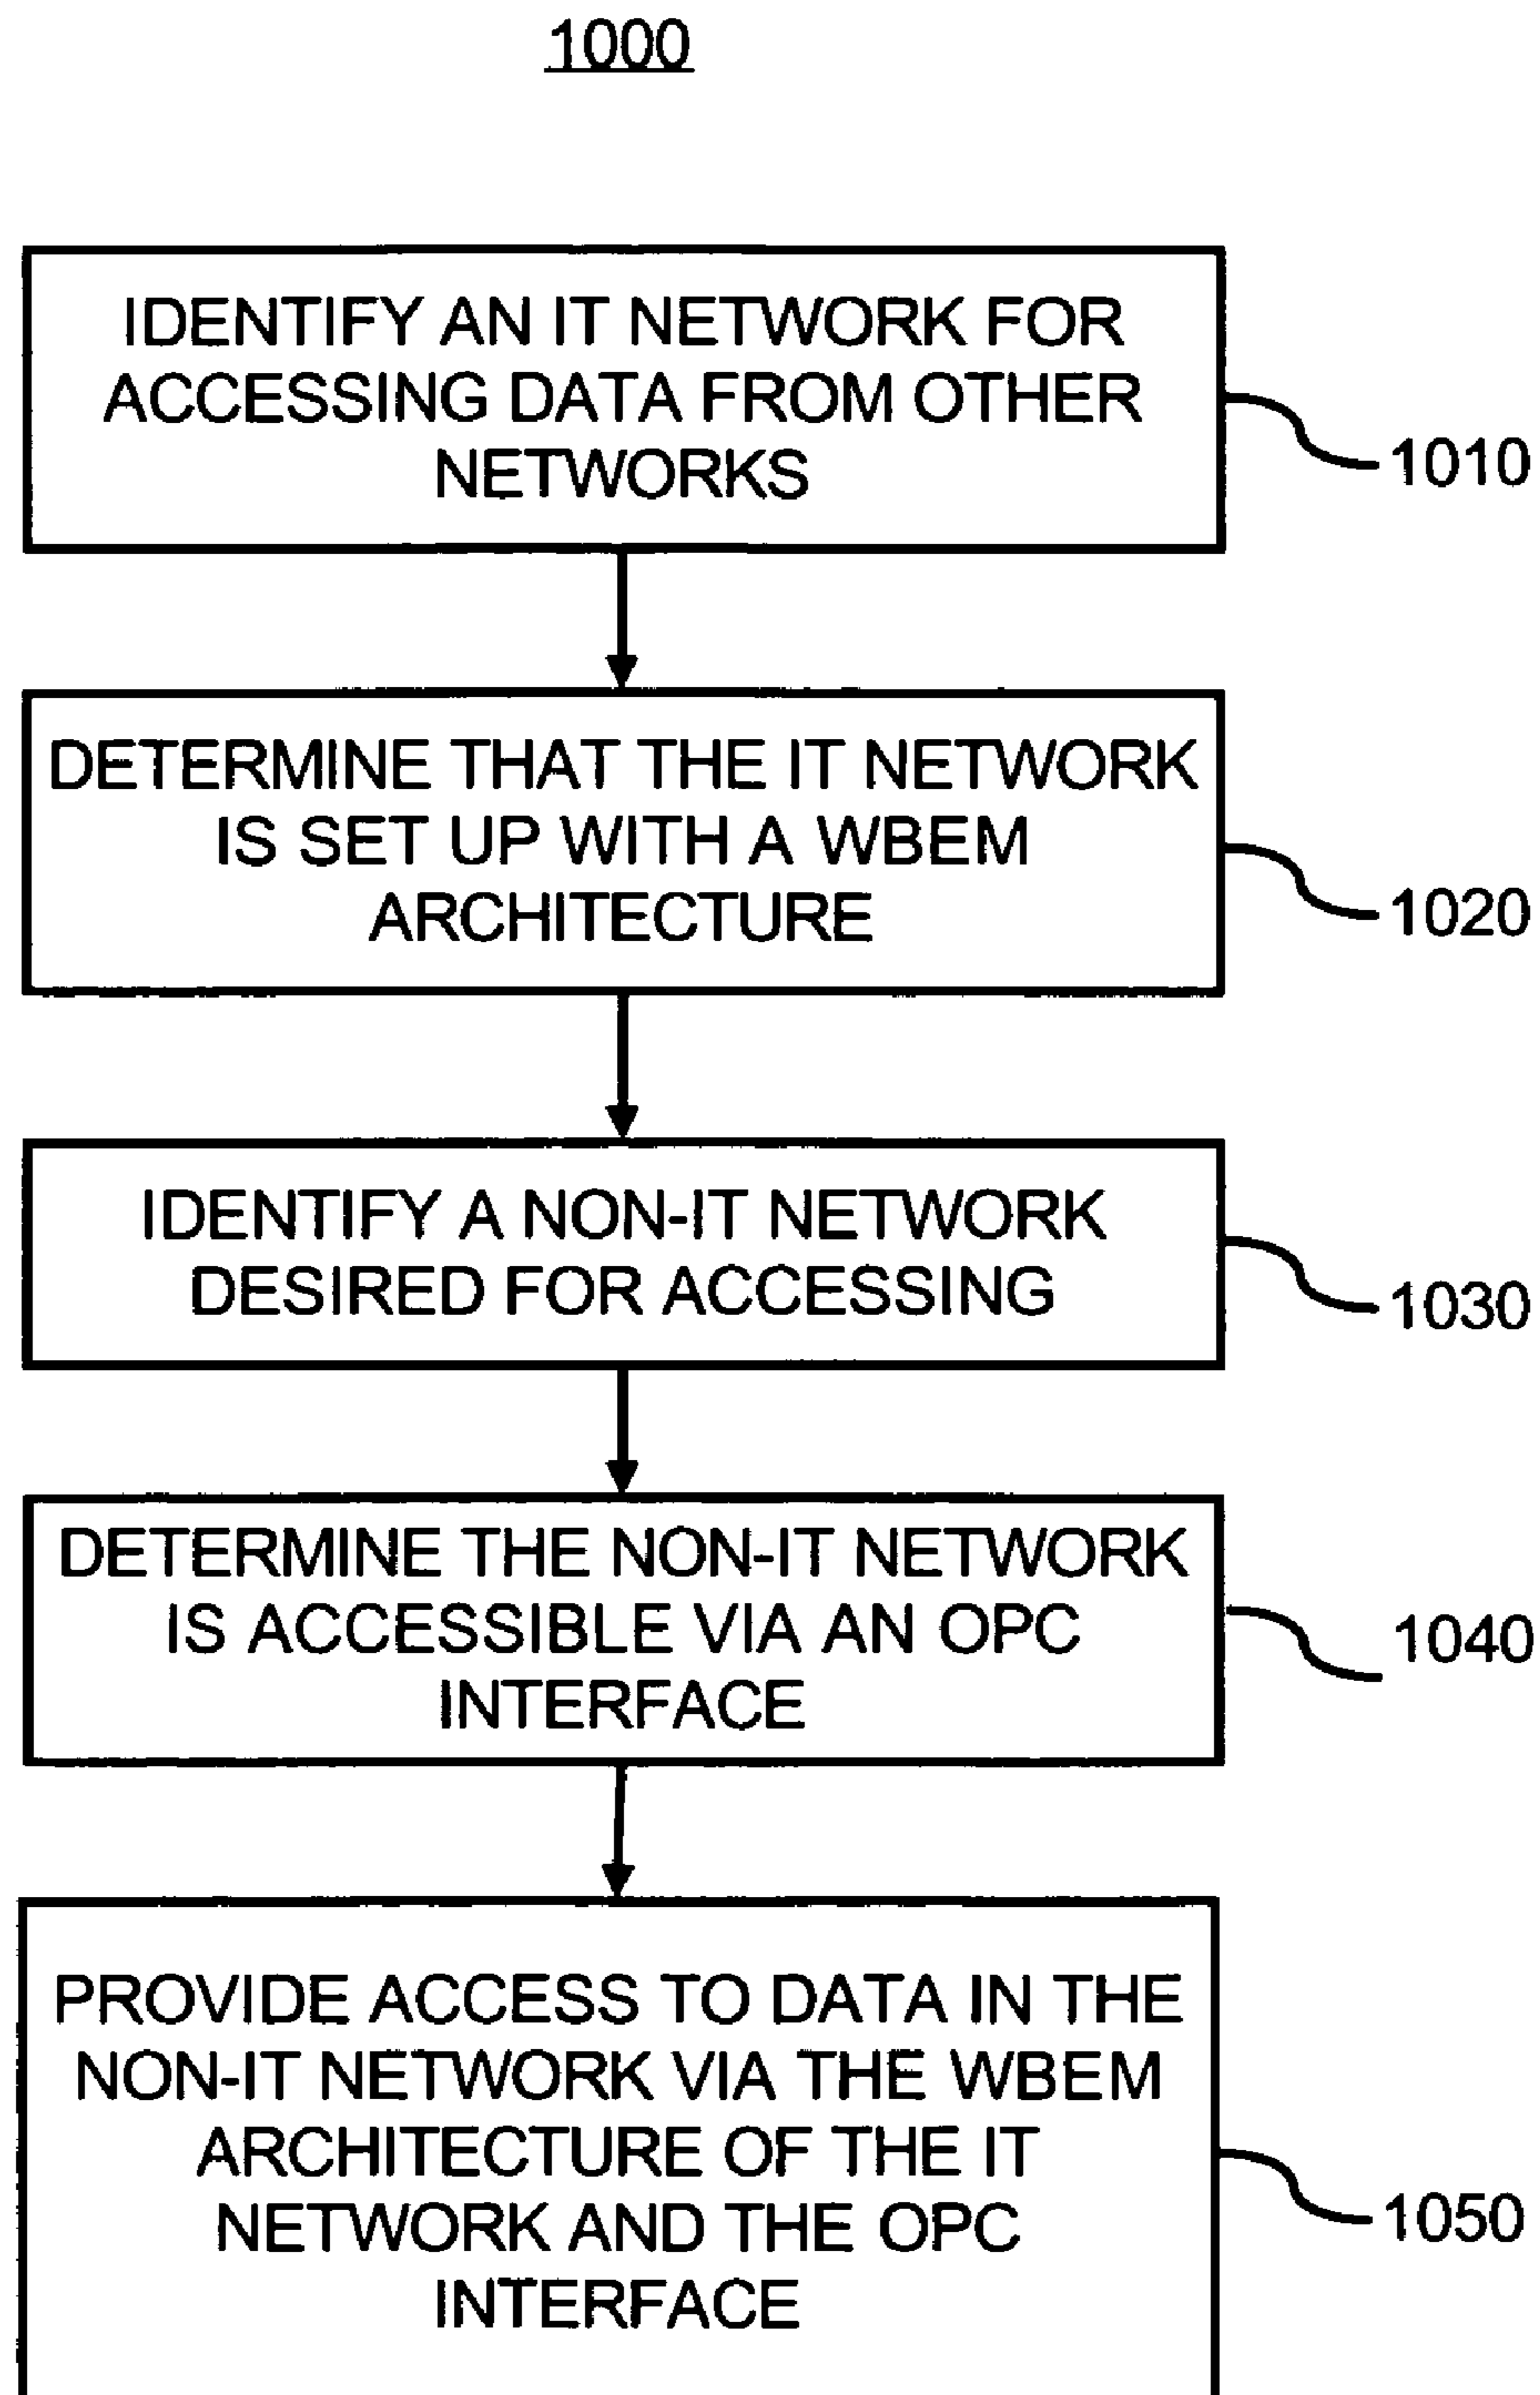 1000
IDENTIFY AN IT NETWORK FOR
ACCESSING DATA FROM OTHER
NETWORKS
1010
DETERMINE THAT THE IT NETWORK
IS SET UP WITH A WBEM
ARCHITECTURE
1020
IDENTIFY A NON-IT NETWORK
DESIRED FOR ACCESSING
1030
DETERMINE THE NON-IT NETWORK
IS ACCESSIBLE VIA AN OPC
INTERFACE
1040
PROVIDE ACCESS TO DATA IN THE
NON-IT NETWORK VIA THE WBEM
ARCHITECTURE OF THE IT
NETWORK AND THE OPC
INTERFACE
1050